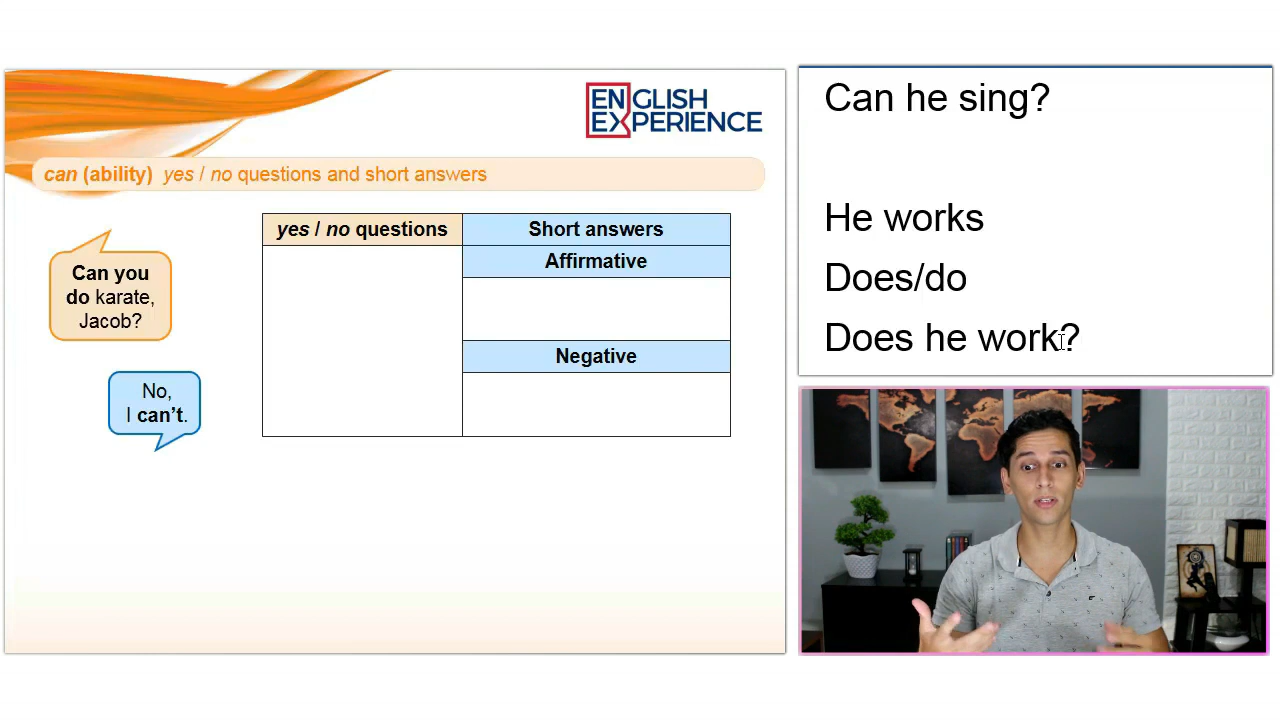 ENGLISH
EXPERIENCE
can (ability) yes / no questions and short answers
Can you
do karate,
Jacob?
No,
I can't.
yes / no questions
Short answers
Affirmative
Negative
Can he sing?
He works
Does/do
Does he work?